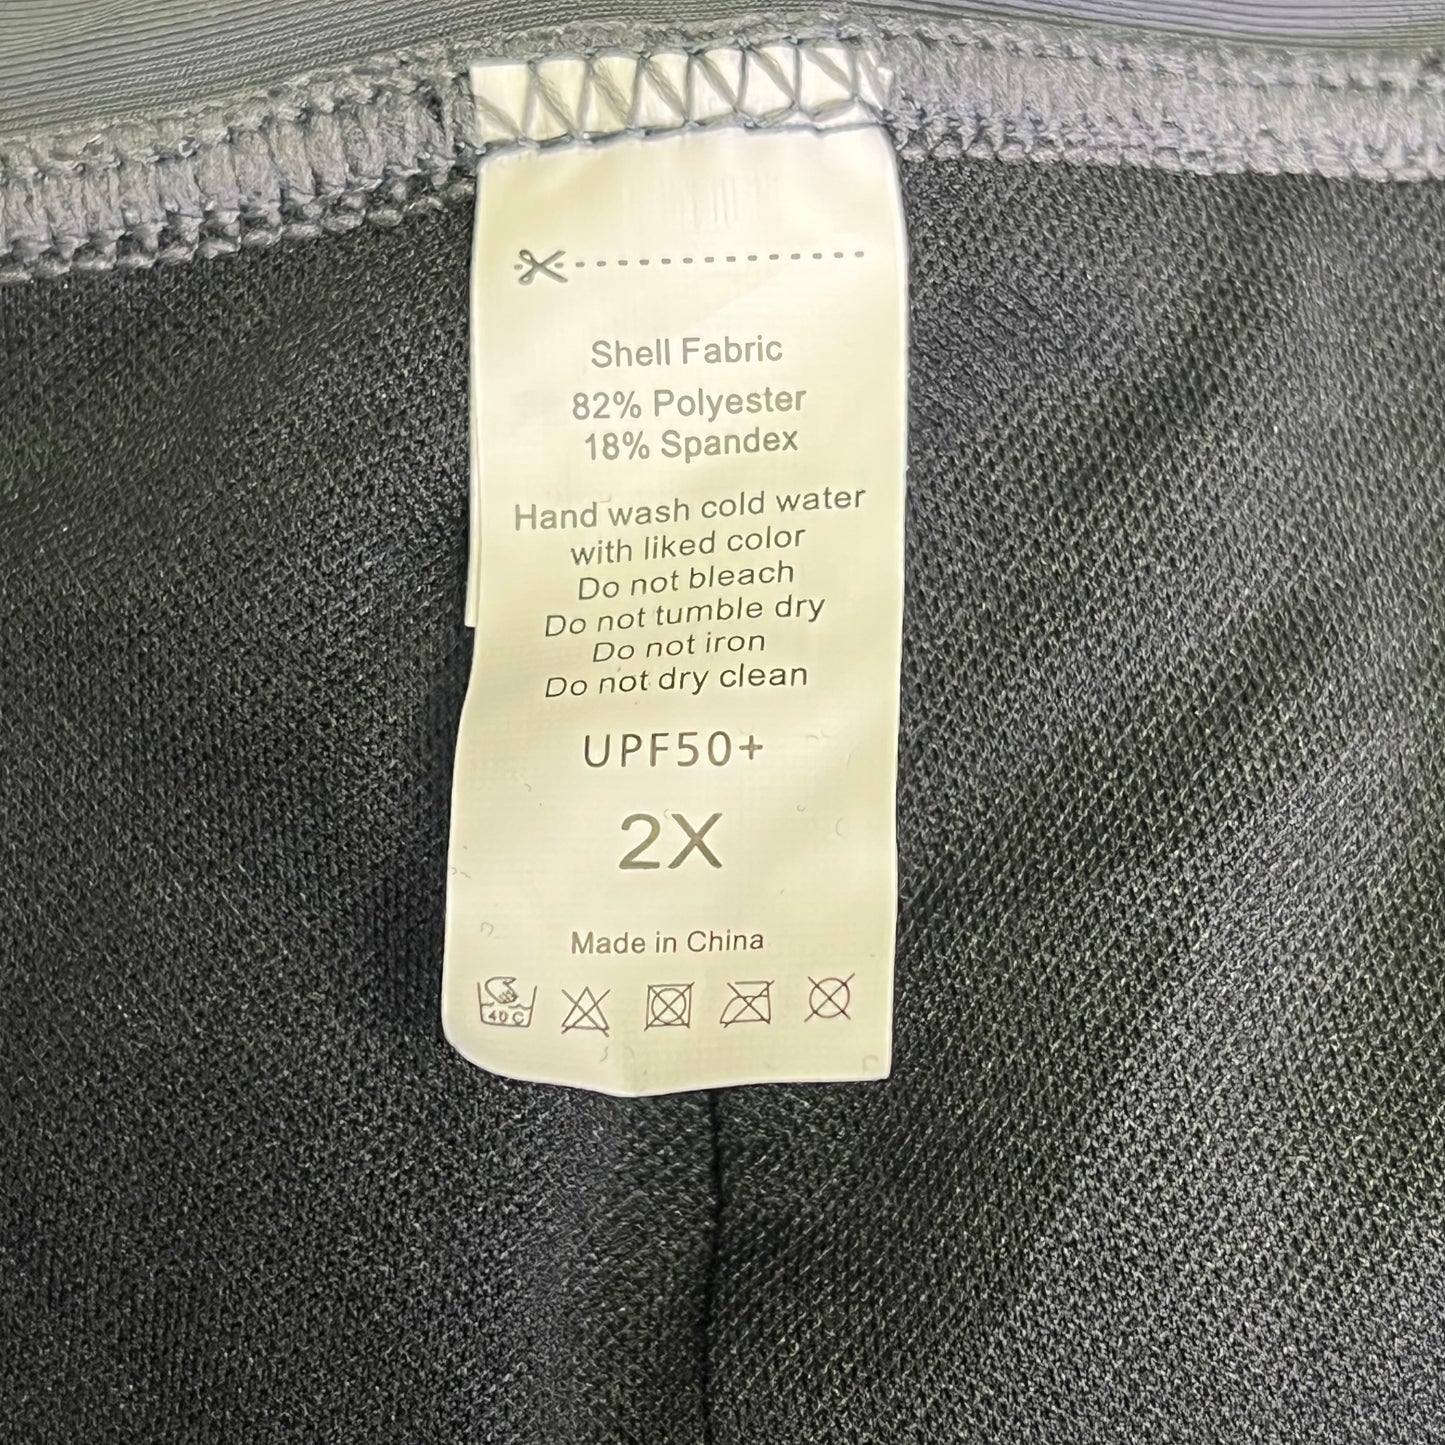 Shell Fabric
82% Polyester
18% Spandex
Hand wash cold water
with liked color
Do not bleach
Do not tumble dry
Do not iron
Do not dry clean
UPF50+
2X
Made in China
40 C